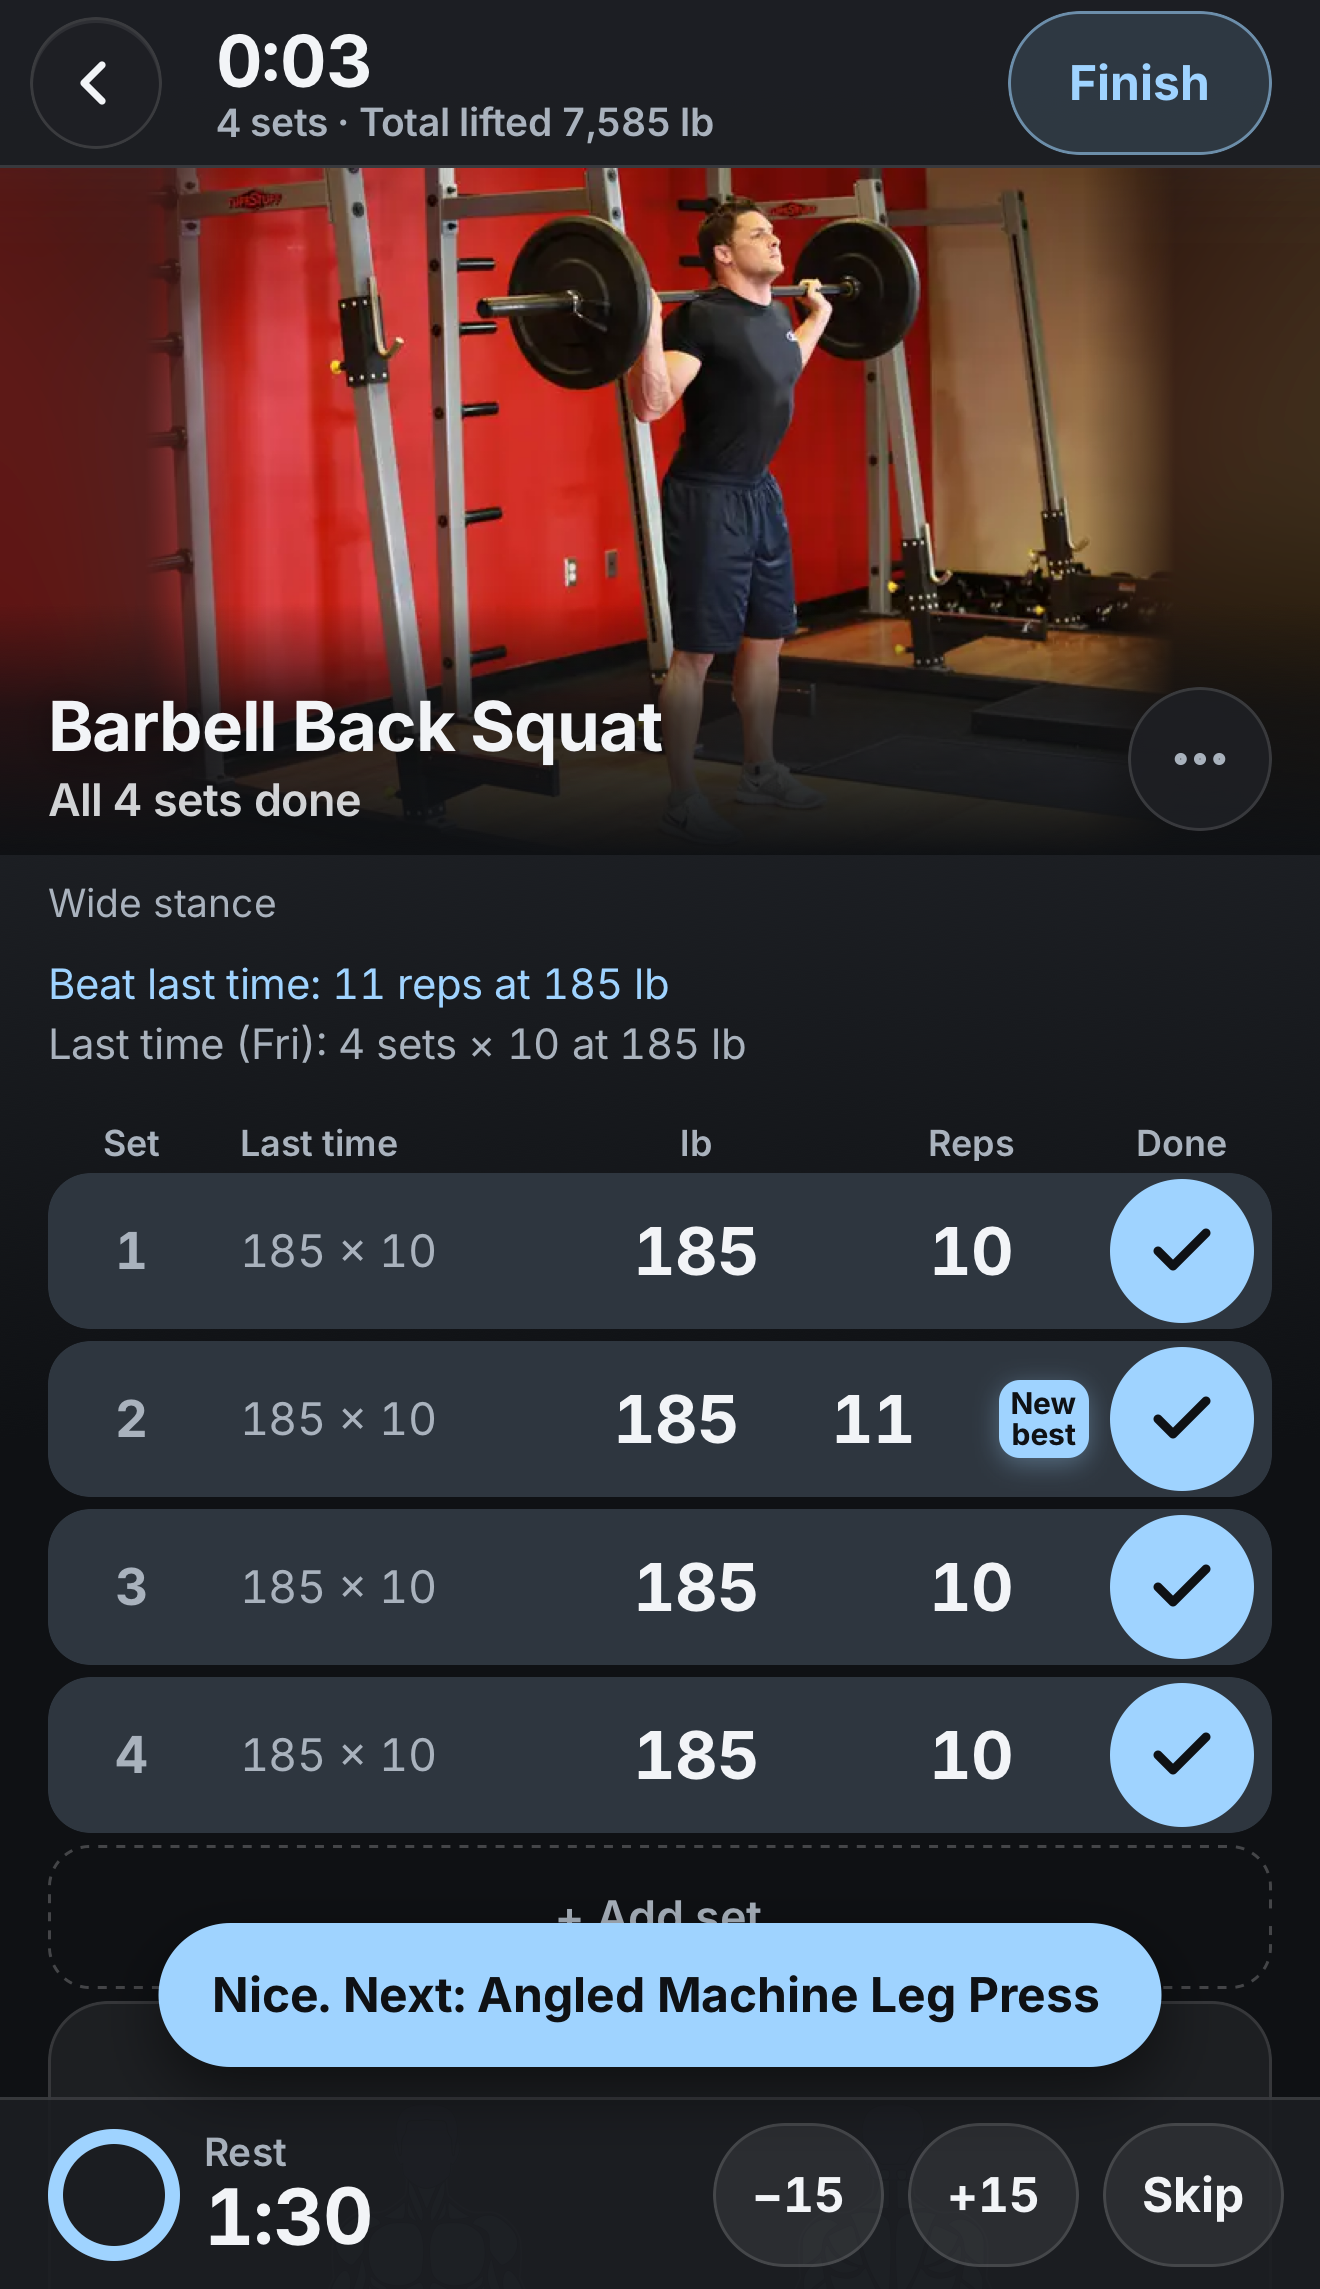 0:03
4 sets · Total lifted 7,585 lb
Finish
TUFFSTUFF
Barbell Back Squat
All 4 sets done
Wide stance
Beat last time: 11 reps at 185 lb
Last time (Fri): 4 sets × 10 at 185 lb
Set Last time lb Reps Done
1 185 × 10 185 10
2 185 × 10 185 11 New best
3 185 × 10 185 10
4 185 × 10 185 10
+ Add set
Nice. Next: Angled Machine Leg Press
Rest
1:30
−15 +15 Skip